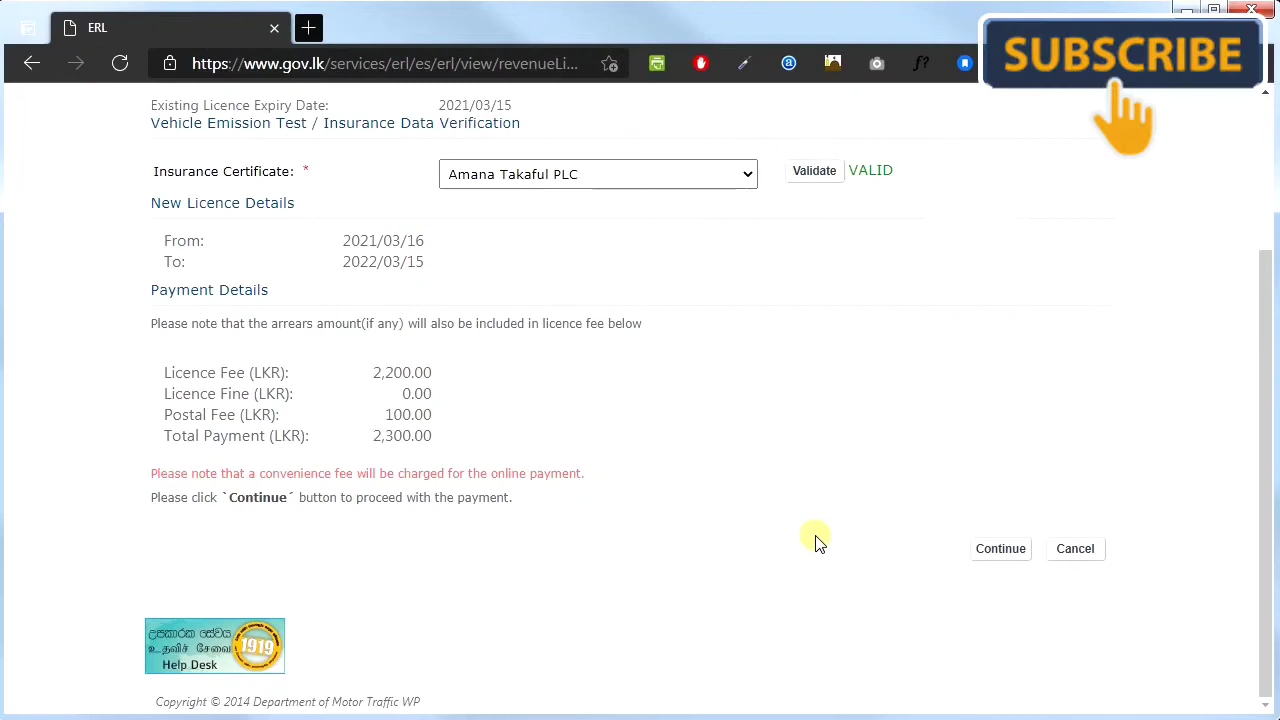 ERL
https://www.gov.lk/services/erl/es/erl/view/revenueLi...
SUBSCRIBE
Existing Licence Expiry Date: 2021/03/15
Vehicle Emission Test / Insurance Data Verification
Insurance Certificate: * Amana Takaful PLC Validate VALID
New Licence Details
From: 2021/03/16
To: 2022/03/15
Payment Details
Please note that the arrears amount(if any) will also be included in licence fee below
Licence Fee (LKR): 2,200.00
Licence Fine (LKR): 0.00
Postal Fee (LKR): 100.00
Total Payment (LKR): 2,300.00
Please note that a convenience fee will be charged for the online payment.
Please click `Continue´ button to proceed with the payment.
Continue Cancel
උපකාරක සේවය
உதவிச் சேவை 1919
Help Desk
Copyright © 2014 Department of Motor Traffic WP